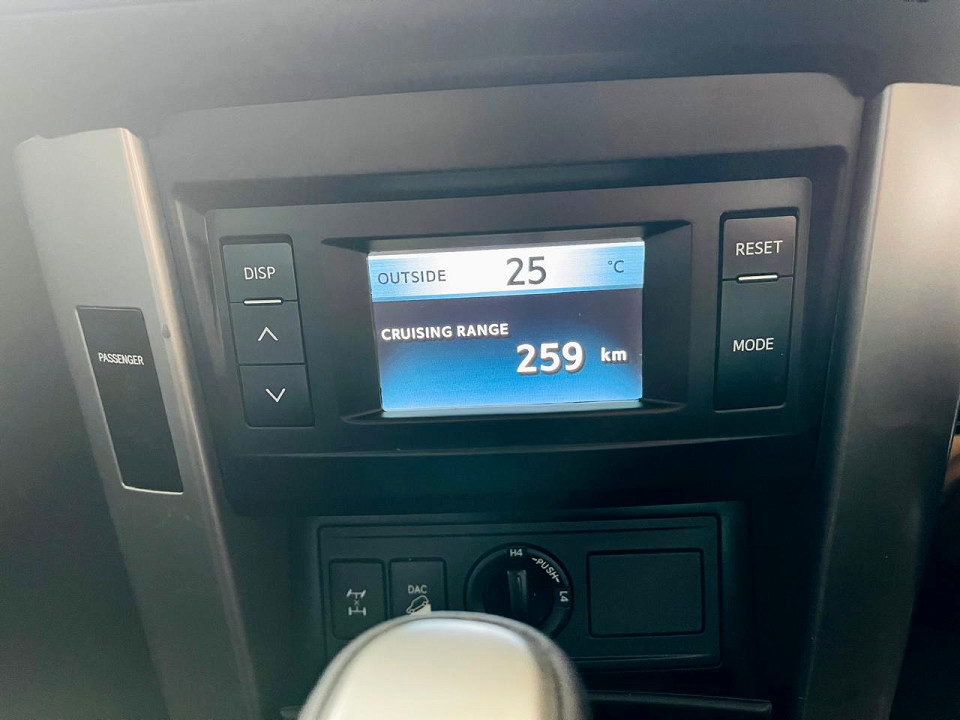 DISP
OUTSIDE 25 °C
CRUISING RANGE
259 km
RESET
MODE
PASSENGER
DAC
H4
PUSH
L4